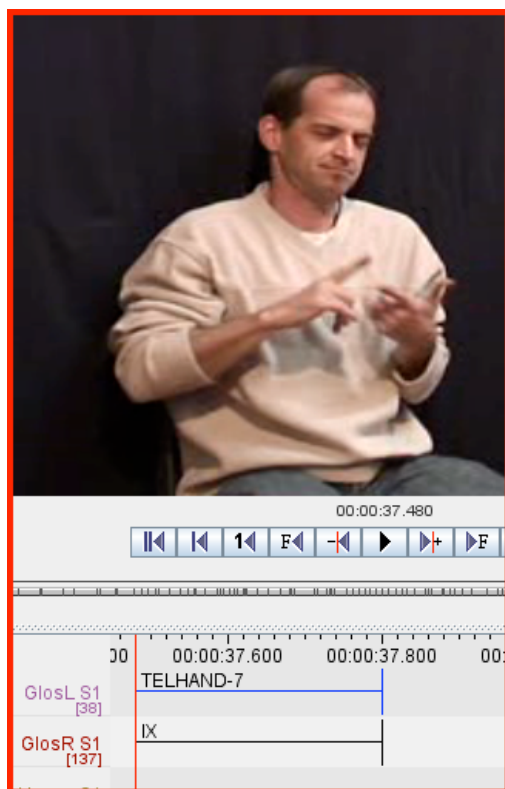 00:00:37.480
1 F - + F
00 00:00:37.600 00:00:37.800 00:
GlosL S1 TELHAND-7
[38]
GlosR S1 IX
[137]